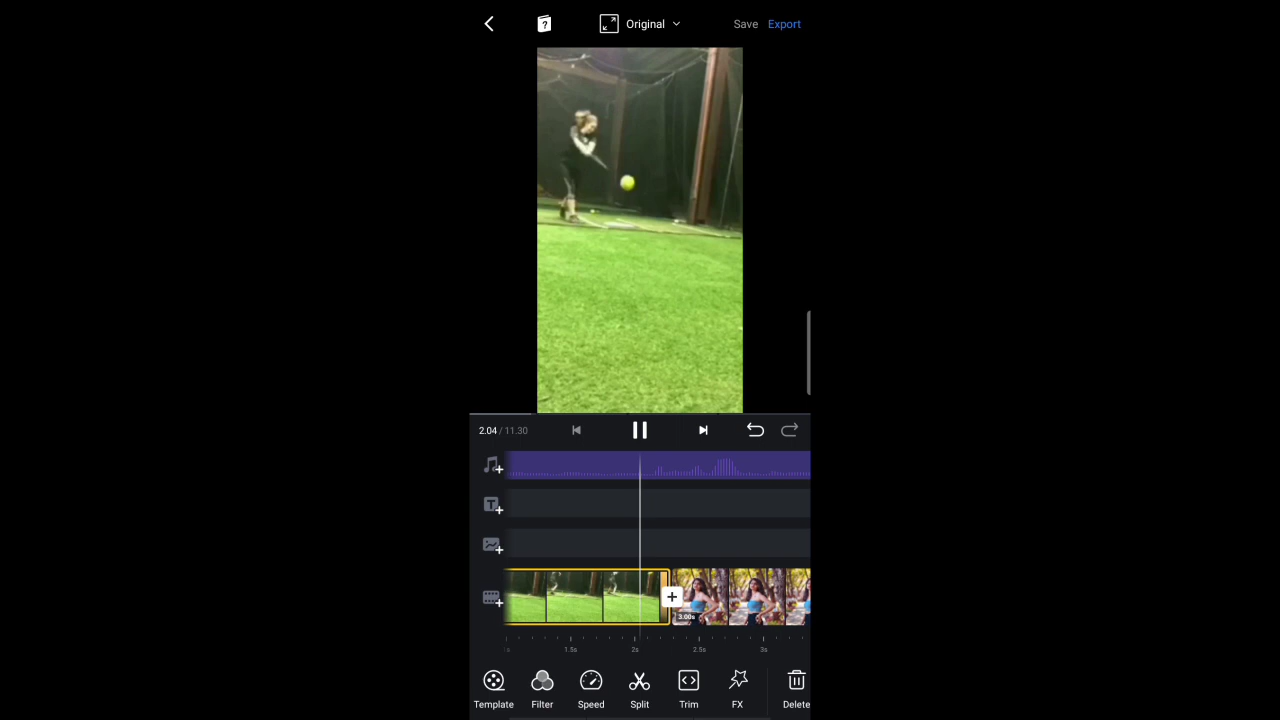 ?
Original
Save Export
2.04 / 11.30
T
3.00s
1.5s 2s 2.5s 3s
Template Filter Speed Split Trim FX Delete